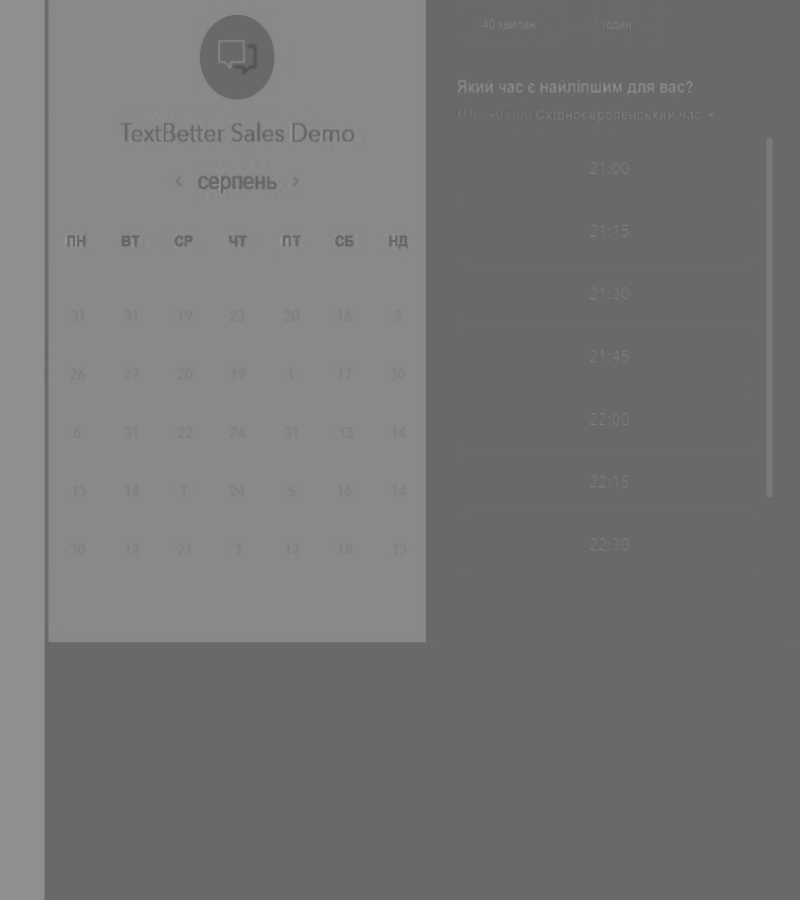 TextBetter Sales Demo
‹ серпень ›
ПН ВТ СР ЧТ ПТ СБ НД
31 31 19 23 20 16 3
26 27 20 19 1 17 30
6 31 22 24 31 13 14
13 14 1 24 5 16 14
30 12 21 3 12 18 13
40 хвилин 1 годин
Який час є найліпшим для вас?
Східноєвропейський час
21:00
21:15
21:30
21:45
22:00
22:15
22:30